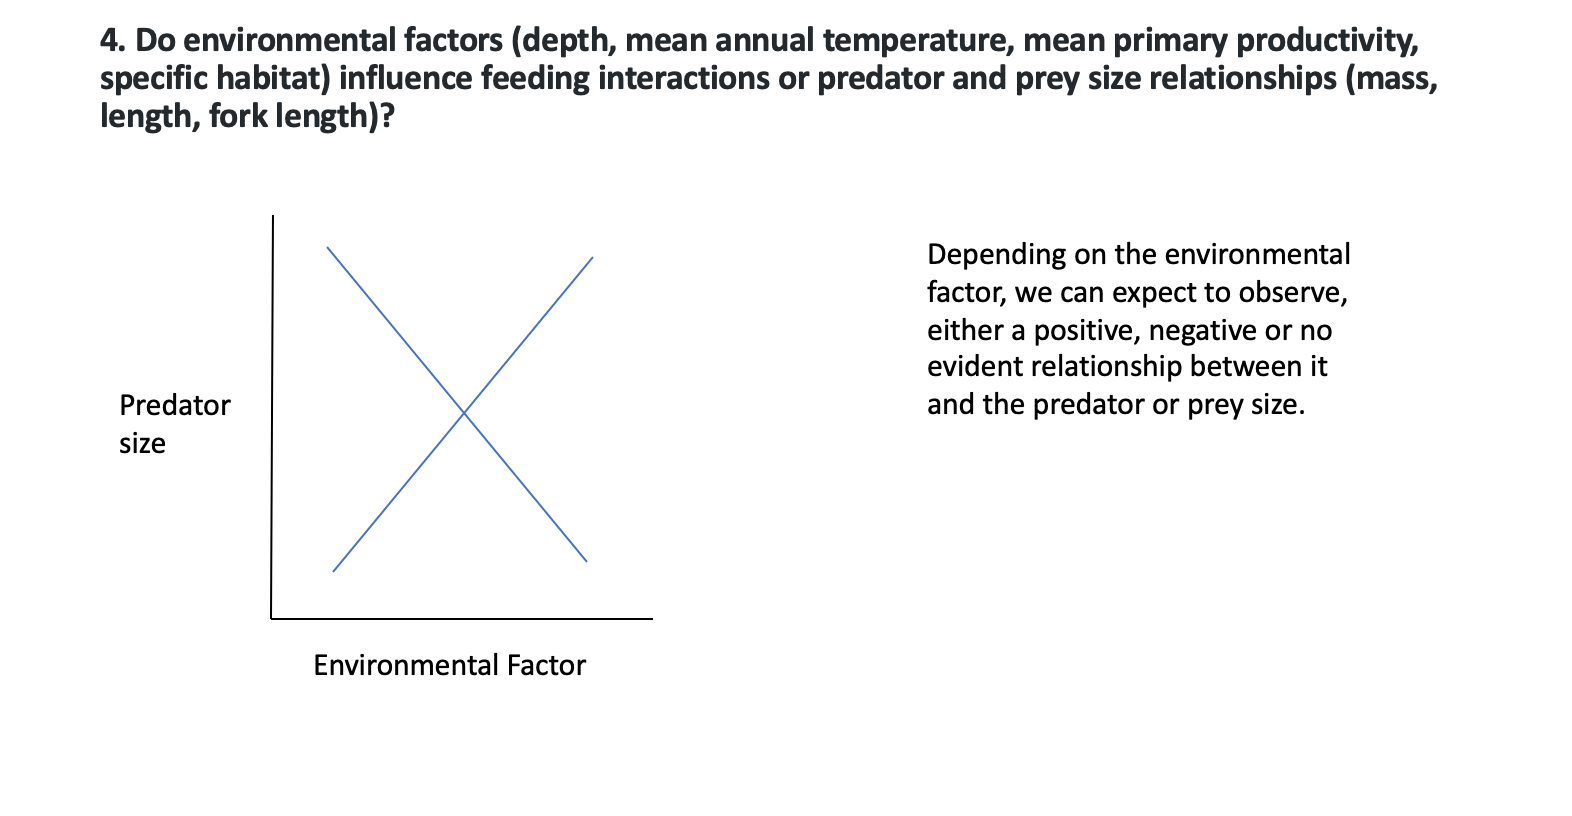 4. Do environmental factors (depth, mean annual temperature, mean primary productivity,
specific habitat) influence feeding interactions or predator and prey size relationships (mass,
length, fork length)?
Depending on the environmental
factor, we can expect to observe,
either a positive, negative or no
evident relationship between it
and the predator or prey size.
Predator
size
Environmental Factor